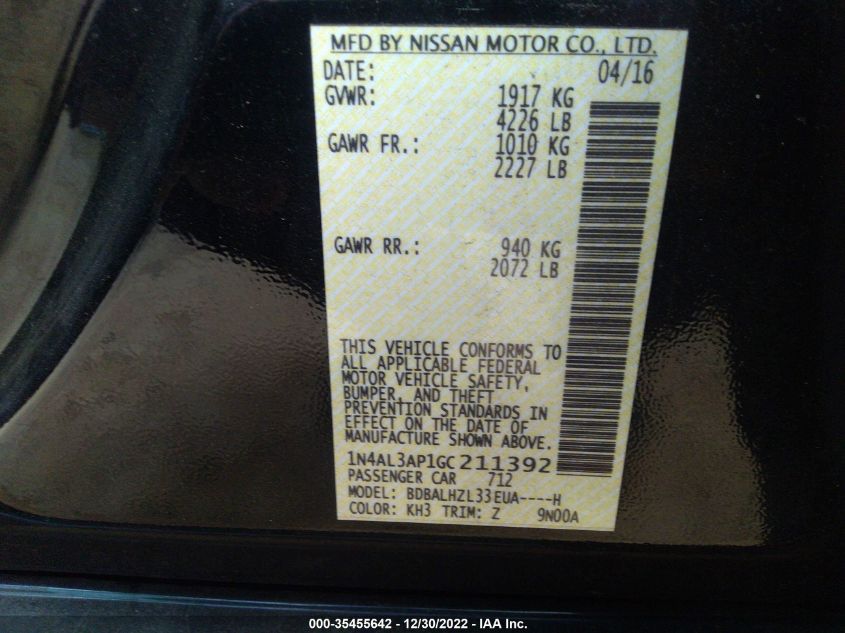 MFD BY NISSAN MOTOR CO., LTD.
DATE: 04/16
GVWR: 1917 KG
4226 LB
GAWR FR.: 1010 KG
2227 LB
GAWR RR.: 940 KG
2072 LB
THIS VEHICLE CONFORMS TO
ALL APPLICABLE FEDERAL
MOTOR VEHICLE SAFETY,
BUMPER, AND THEFT
PREVENTION STANDARDS IN
EFFECT ON THE DATE OF
MANUFACTURE SHOWN ABOVE.
1N4AL3AP1GC211392
PASSENGER CAR 712
MODEL: BDBALHZL33EUA----H
COLOR: KH3 TRIM: Z 9N00A
000-35455642 - 12/30/2022 - IAA Inc.